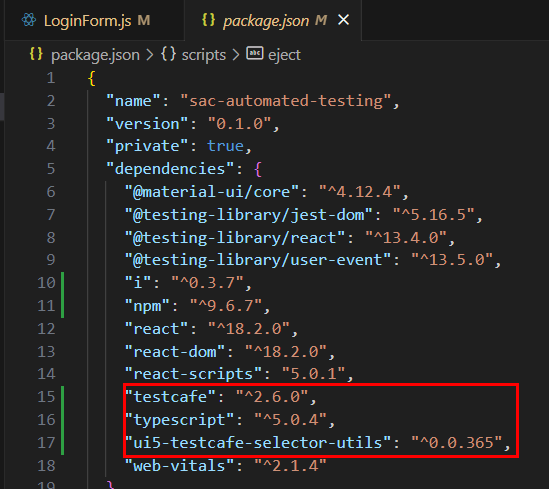 LoginForm.js M
{} package.json M ×
{} package.json > {} scripts > abc eject
1 {
2 "name": "sac-automated-testing",
3 "version": "0.1.0",
4 "private": true,
5 "dependencies": {
6 "@material-ui/core": "^4.12.4",
7 "@testing-library/jest-dom": "^5.16.5",
8 "@testing-library/react": "^13.4.0",
9 "@testing-library/user-event": "^13.5.0",
10 "i": "^0.3.7",
11 "npm": "^9.6.7",
12 "react": "^18.2.0",
13 "react-dom": "^18.2.0",
14 "react-scripts": "5.0.1",
15 "testcafe": "^2.6.0",
16 "typescript": "^5.0.4",
17 "ui5-testcafe-selector-utils": "^0.0.365",
18 "web-vitals": "^2.1.4"
19 },